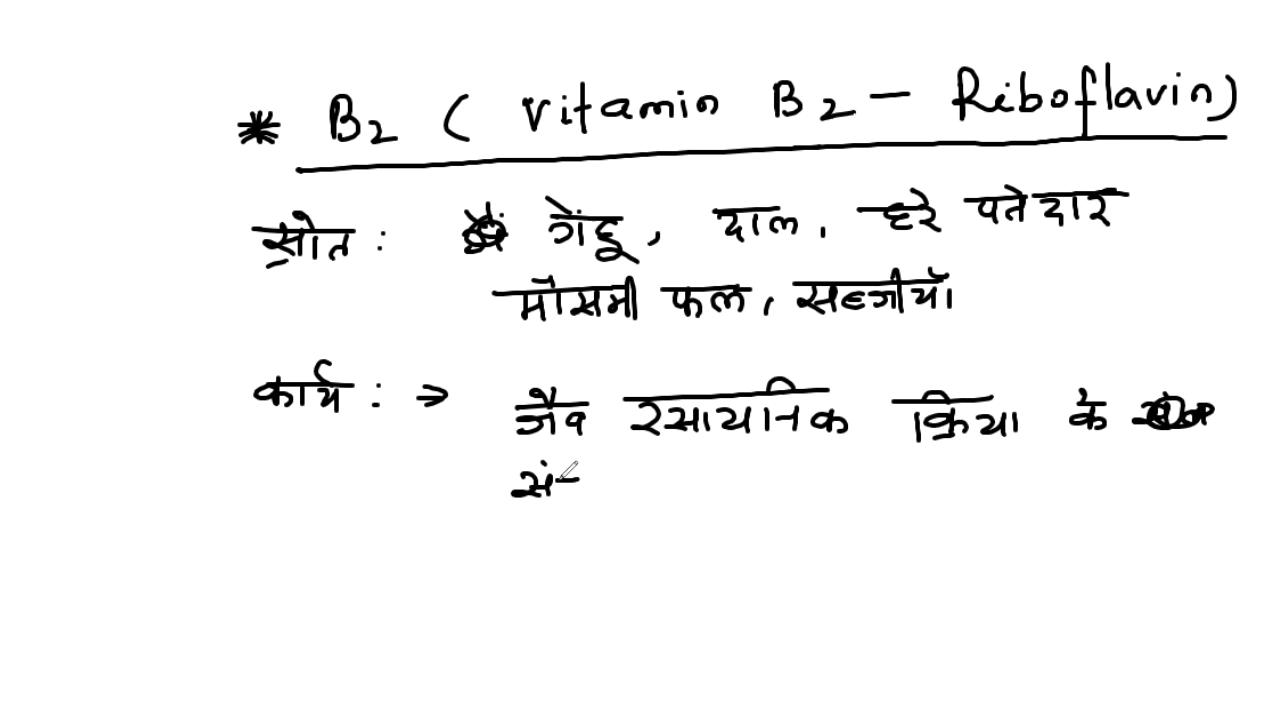 * B2 ( Vitamin B2 - Riboflavin)
स्रोत : गेंहू, दाल, हरे पतेदार
मौसमी फल, सब्जीयाँ
कार्य : → जैव रसायनिक क्रिया के
सं